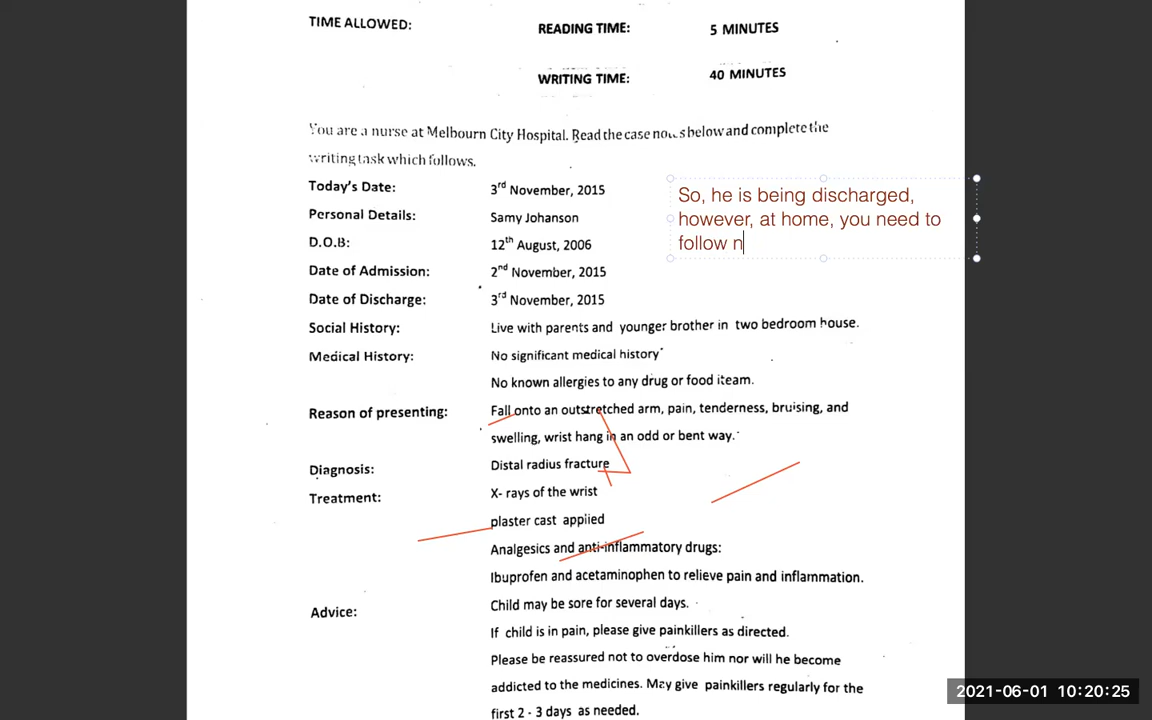 TIME ALLOWED:
READING TIME: 5 MINUTES
WRITING TIME: 40 MINUTES
You are a nurse at Melbourn City Hospital. Read the case below and complete the
writing task which follows.
Today's Date: 3rd November, 2015
Personal Details: Samy Johanson
D.O.B: 12th August, 2006
Date of Admission: 2nd November, 2015
Date of Discharge: 3rd November, 2015
Social History: Live with parents and younger brother in two bedroom house.
Medical History: No significant medical history
No known allergies to any drug or food iteam.
Reason of presenting: Fall onto an outstretched arm, pain, tenderness, bruising, and
swelling, wrist hang in an odd or bent way.
Diagnosis: Distal radius fracture
Treatment: X- rays of the wrist
plaster cast applied
Analgesics and anti-inflammatory drugs:
Ibuprofen and acetaminophen to relieve pain and inflammation.
Advice: Child may be sore for several days.
If child is in pain, please give painkillers as directed.
Please be reassured not to overdose him nor will he become
addicted to the medicines. May give painkillers regularly for the
first 2 - 3 days as needed.
So, he is being discharged,
however, at home, you need to
follow n
2021-06-01 10:20:25